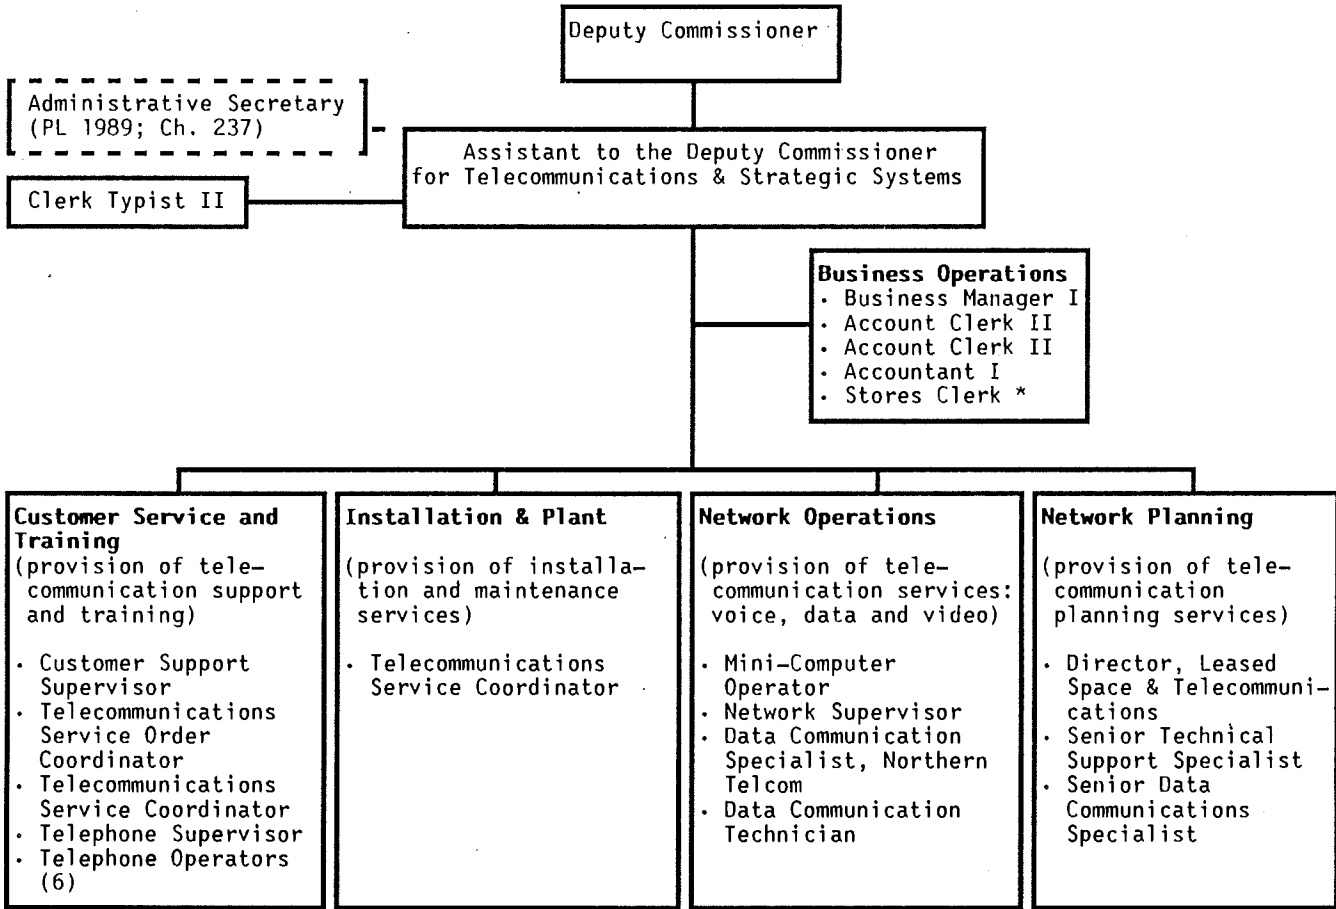 Deputy Commissioner
Administrative Secretary
(PL 1989; Ch. 237)
Assistant to the Deputy Commissioner
for Telecommunications & Strategic Systems
Clerk Typist II
Business Operations
· Business Manager I
· Account Clerk II
· Account Clerk II
· Accountant I
· Stores Clerk *
Customer Service and
Training
(provision of tele-
communication support
and training)
· Customer Support
Supervisor
· Telecommunications
Service Order
Coordinator
· Telecommunications
Service Coordinator
· Telephone Supervisor
· Telephone Operators
(6)
Installation & Plant
(provision of installa-
tion and maintenance
services)
· Telecommunications
Service Coordinator
Network Operations
(provision of tele-
communication services:
voice, data and video)
· Mini-Computer
Operator
· Network Supervisor
· Data Communication
Specialist, Northern
Telcom
· Data Communication
Technician
Network Planning
(provision of tele-
communication
planning services)
· Director, Leased
Space & Telecommuni-
cations
· Senior Technical
Support Specialist
· Senior Data
Communications
Specialist